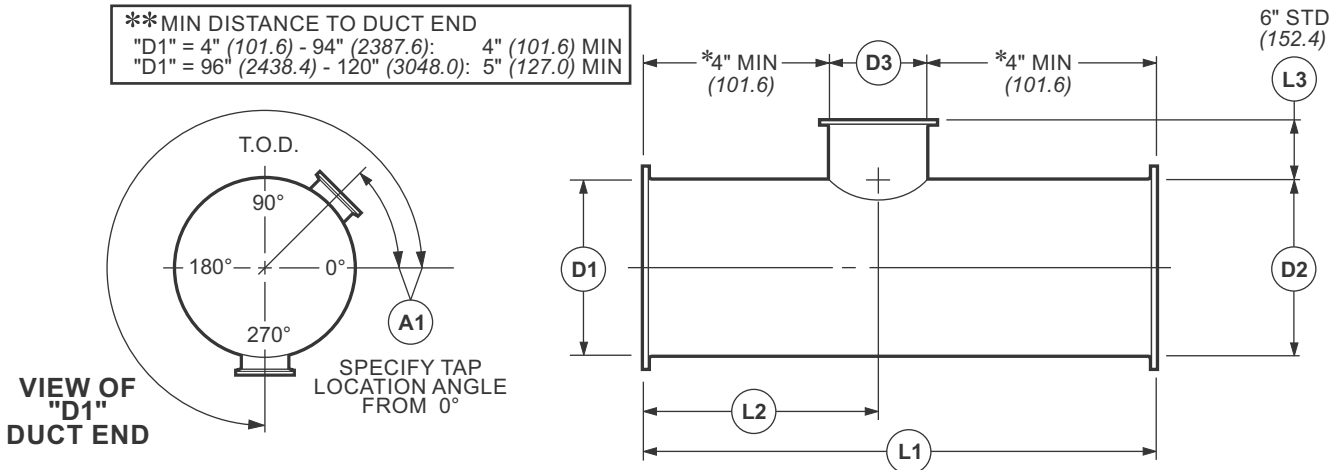 **MIN DISTANCE TO DUCT END
"D1" = 4" (101.6) - 94" (2387.6): 4" (101.6) MIN
"D1" = 96" (2438.4) - 120" (3048.0): 5" (127.0) MIN
T.O.D.
90°
180°
0°
270°
A1
SPECIFY TAP
LOCATION ANGLE
FROM 0°
VIEW OF
"D1"
DUCT END
*4" MIN
(101.6)
D3
*4" MIN
(101.6)
6" STD
(152.4)
L3
D1
D2
L2
L1